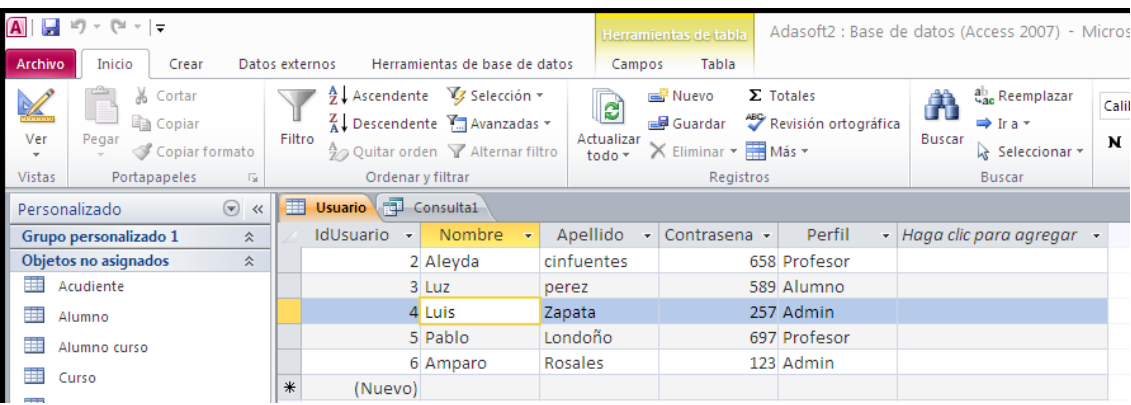 A
Herramientas de tabla Adasoft2 : Base de datos (Access 2007) - Micros
Archivo Inicio Crear Datos externos Herramientas de base de datos Campos Tabla
Ver
Vistas
Pegar
Cortar
Copiar
Copiar formato
Portapapeles
Filtro
Ascendente
Descendente
Quitar orden
Selección
Avanzadas
Alternar filtro
Ordenar y filtrar
Actualizar
todo
Nuevo
Guardar
Eliminar
Σ Totales
Revisión ortográfica
Más
Registros
Buscar
Reemplazar
Ir a
Seleccionar
Buscar
Cali
N
Personalizado «
Grupo personalizado 1
Objetos no asignados
Acudiente
Alumno
Alumno curso
Curso
Usuario Consulta1
IdUsuario Nombre Apellido Contrasena Perfil Haga clic para agregar
2 Aleyda cinfuentes 658 Profesor
3 Luz perez 589 Alumno
4 Luis Zapata 257 Admin
5 Pablo Londoño 697 Profesor
6 Amparo Rosales 123 Admin
* (Nuevo)